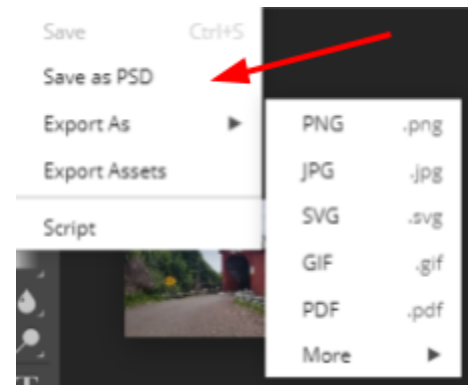 Save Ctrl+S
Save as PSD
Export As ▶
Export Assets
Script
PNG .png
JPG .jpg
SVG .svg
GIF .gif
PDF .pdf
More ▶
T